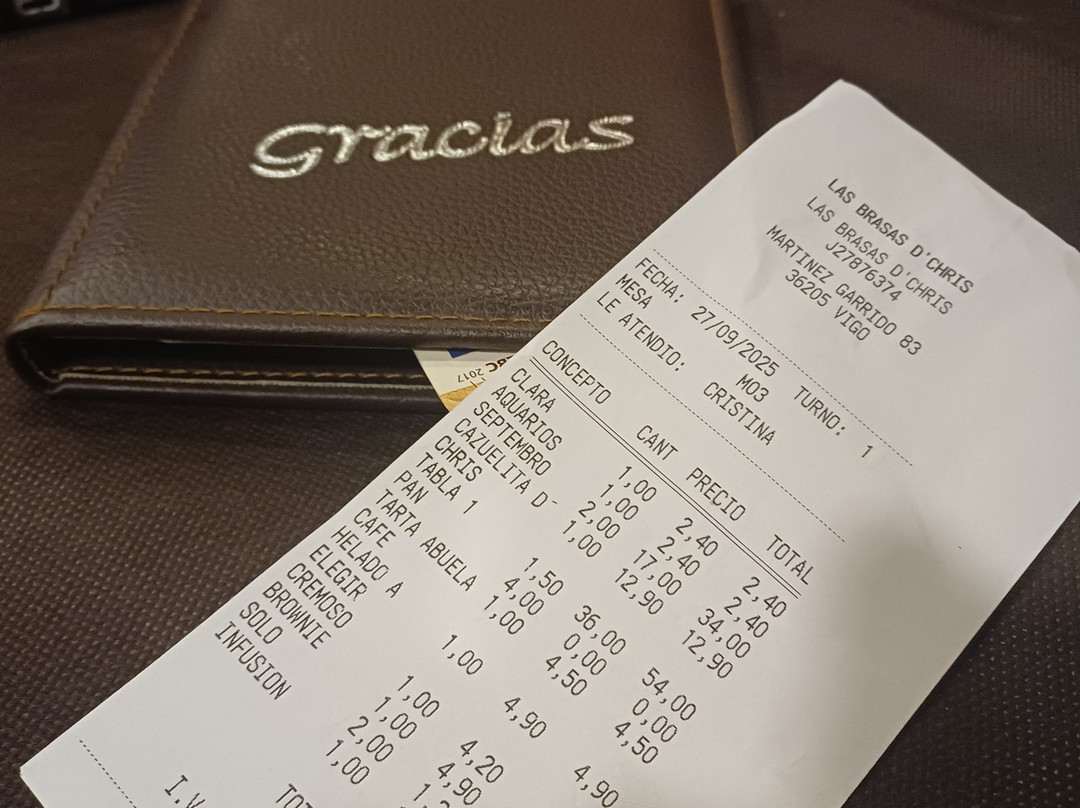 Gracias
LAS BRASAS D'CHRIS
LAS BRASAS D'CHRIS
J27876374
MARTINEZ GARRIDO 83
36205 VIGO
FECHA: 27/09/2025 TURNO: 1
MESA M03
LE ATENDIO: CRISTINA
CONCEPTO CANT PRECIO TOTAL
CLARA 1,00 2,40 2,40
AQUARIOS 1,00 2,40 2,40
SEPTEMBRO 2,00 17,00 34,00
CAZUELITA D- 1,00 12,90 12,90
CHRIS
TABLA 1 1,50 36,00 54,00
PAN 4,00 0,00 0,00
TARTA ABUELA 1,00 4,50 4,50
CAFE
HELADO A 1,00 4,90 4,90
ELEGIR
CREMOSO 1,00 4,20
BROWNIE 1,00 4,90
SOLO 2,00
INFUSION 1,00
2017